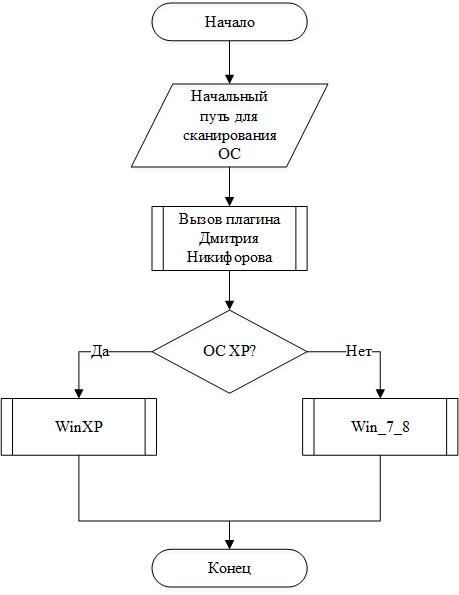 Начало
Начальный
путь для
сканирования
ОС
Вызов плагина
Дмитрия
Никифорова
Да
ОС XP?
Нет
WinXP
Win_7_8
Конец